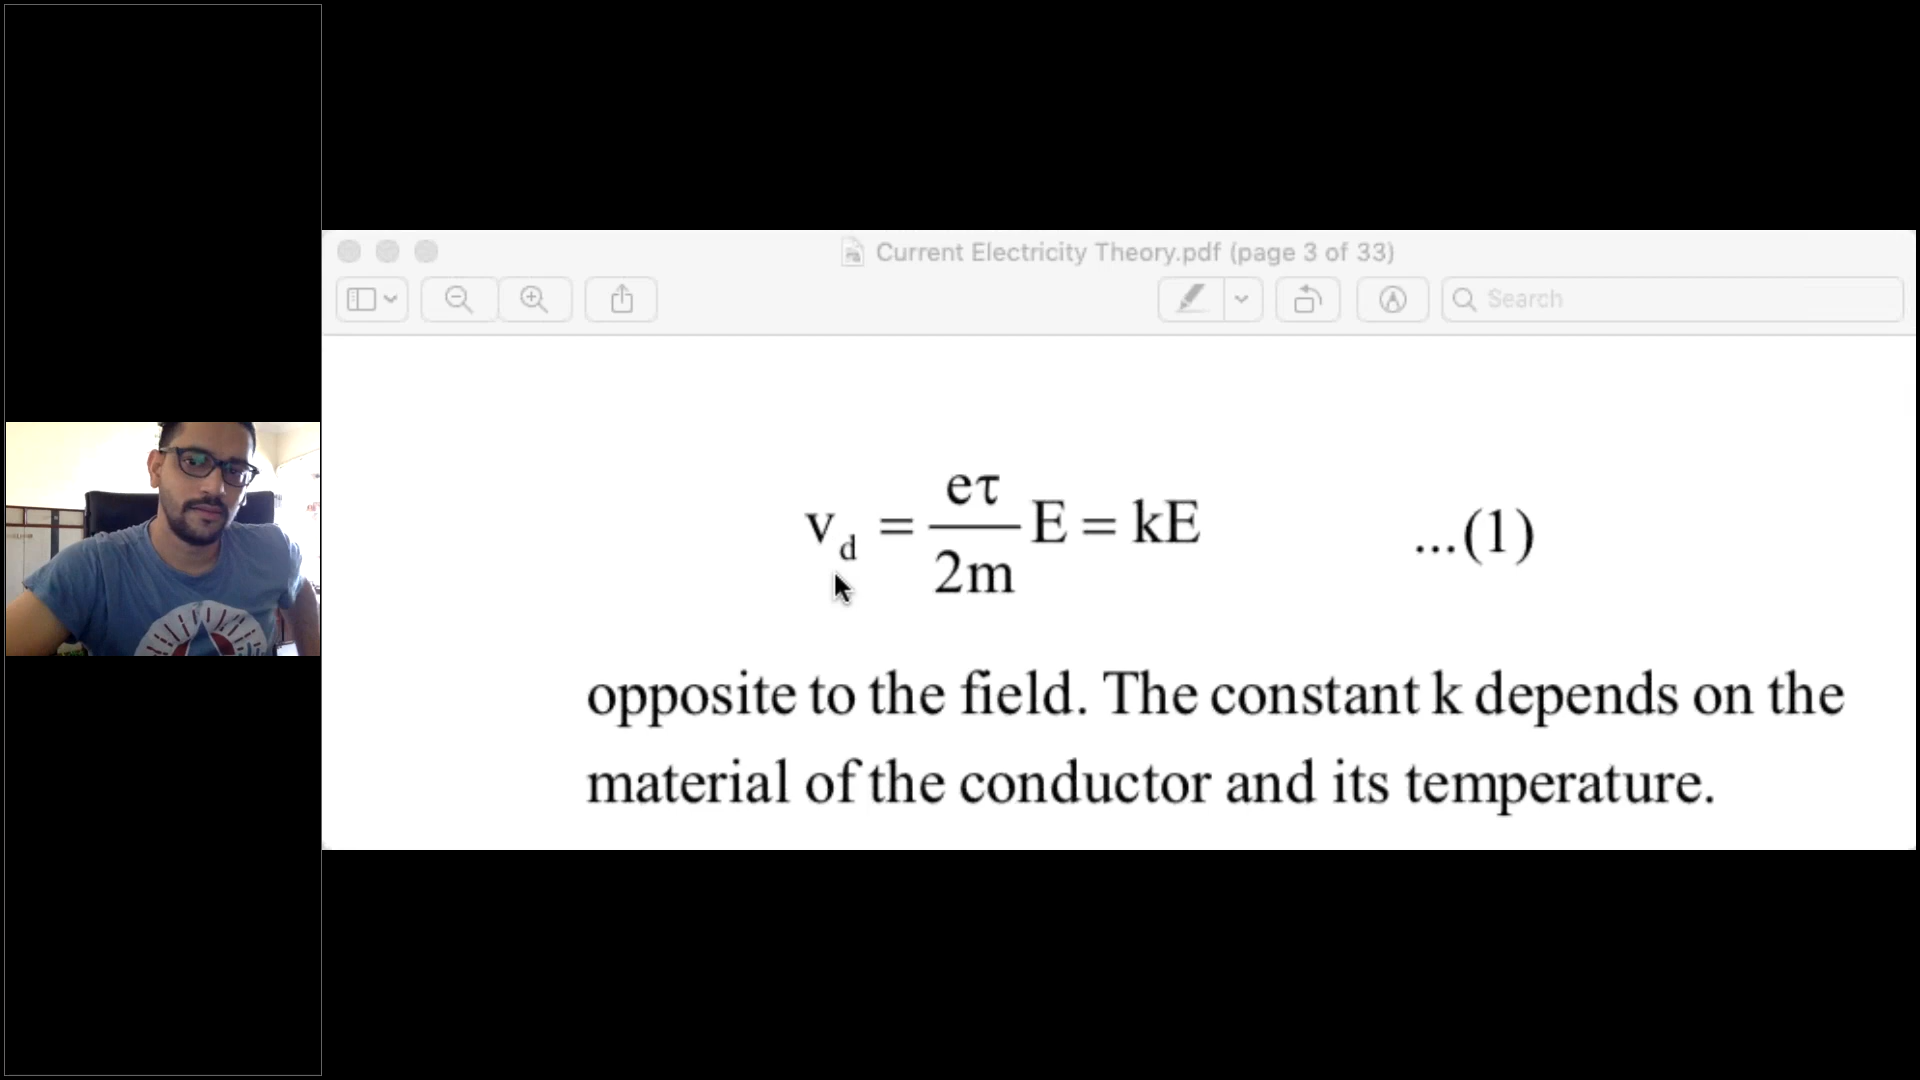 Current Electricity Theory.pdf (page 3 of 33)
Search
v_d = eτ/2m E = kE ...(1)
opposite to the field. The constant k depends on the
material of the conductor and its temperature.